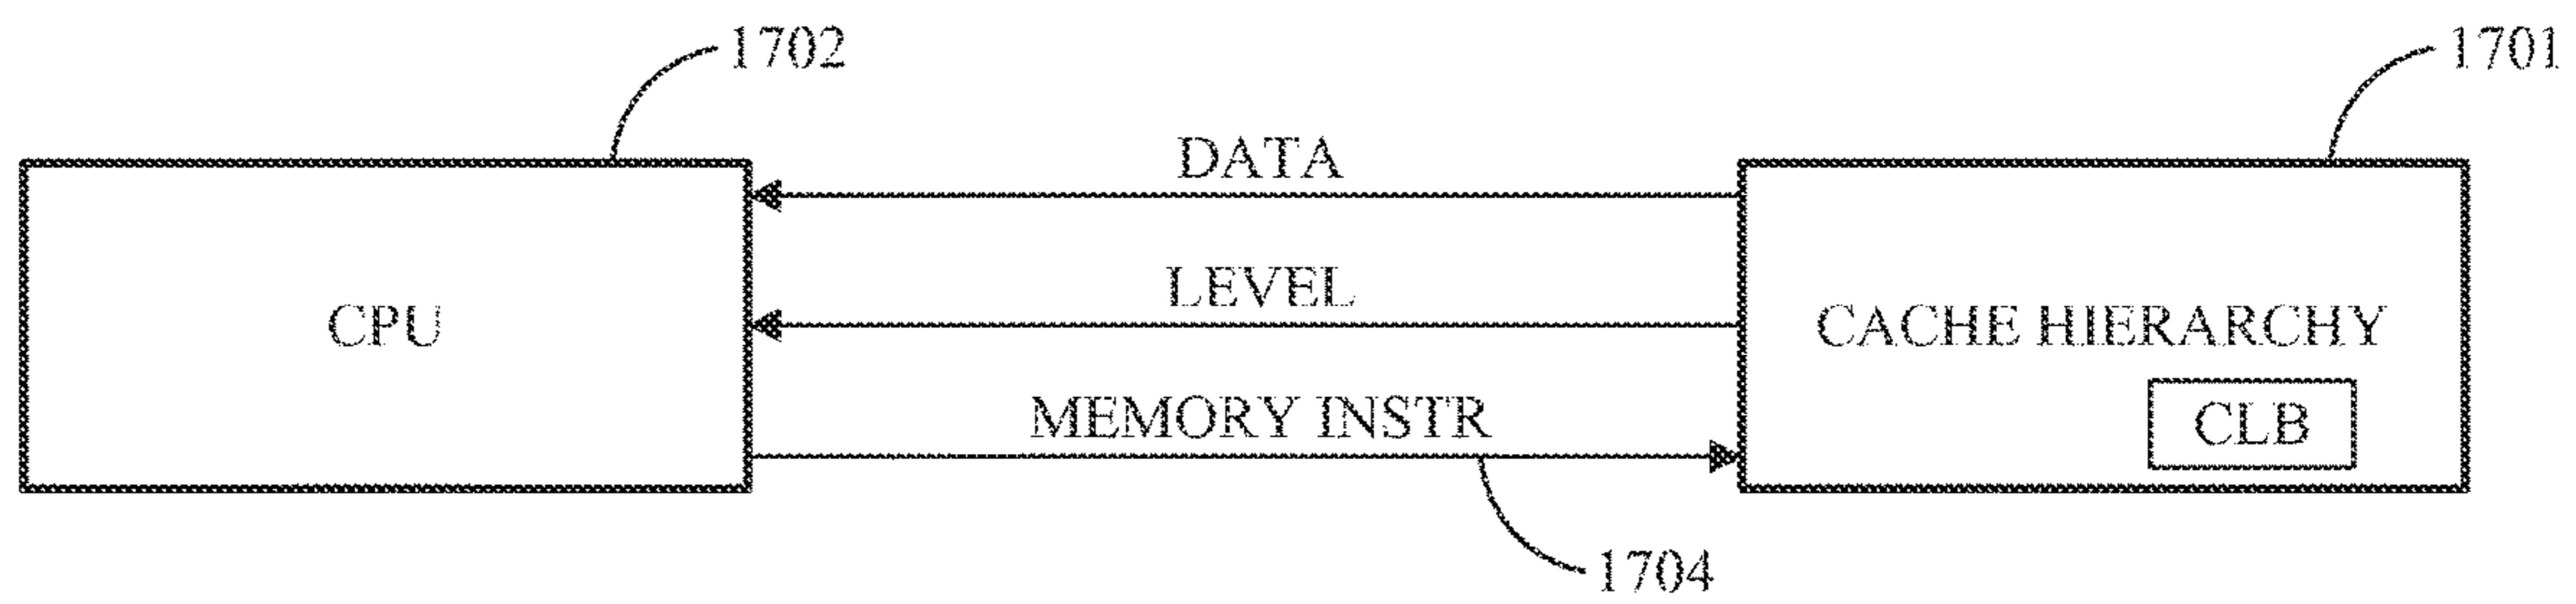 1702
1701
DATA
LEVEL
CPU
CACHE HIERARCHY
MEMORY INSTR
CLB
1704